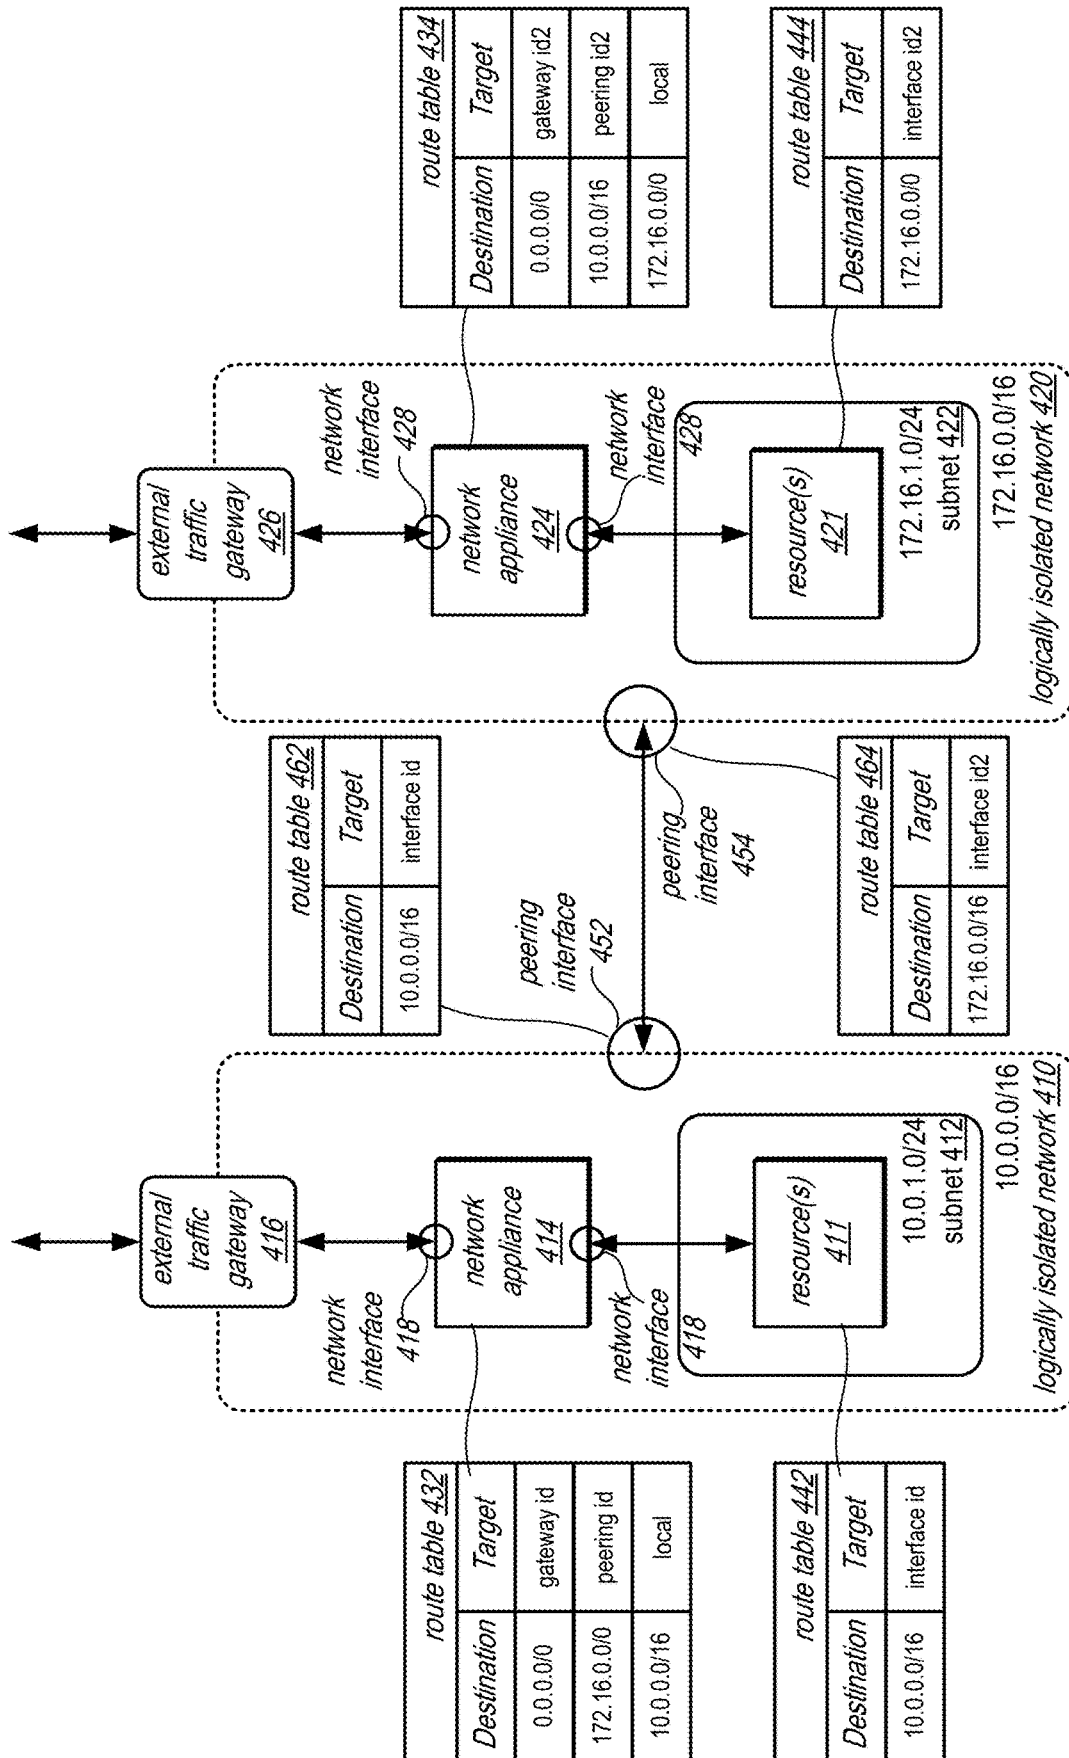 external
traffic
gateway
416
network
interface
418
network
appliance
414
network
interface
418
resource(s)
411
10.0.1.0/24
subnet 412
10.0.0.0/16
logically isolated network 410
route table 432
Destination Target
0.0.0.0/0 gateway id
172.16.0.0/0 peering id
10.0.0.0/16 local
route table 442
Destination Target
10.0.0.0/16 interface id
route table 462
Destination Target
10.0.0.0/16 interface id
peering
interface
452
peering
interface
454
route table 464
Destination Target
172.16.0.0/16 interface id2
external
traffic
gateway
426
network
interface
428
network
appliance
424
network
interface
428
resource(s)
421
172.16.1.0/24
subnet 422
172.16.0.0/16
logically isolated network 420
route table 434
Destination Target
0.0.0.0/0 gateway id2
10.0.0.0/16 peering id2
172.16.0.0/0 local
route table 444
Destination Target
172.16.0.0/0 interface id2